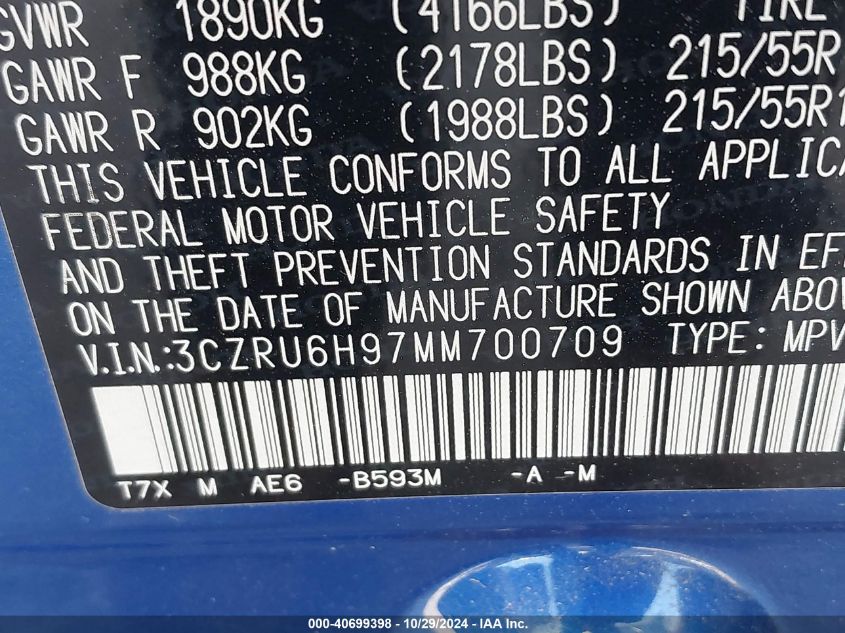 GVWR 1890KG (4166LBS) TIRE
GAWR F 988KG (2178LBS) 215/55R
GAWR R 902KG (1988LBS) 215/55R1
THIS VEHICLE CONFORMS TO ALL APPLICA
FEDERAL MOTOR VEHICLE SAFETY
AND THEFT PREVENTION STANDARDS IN EFF
ON THE DATE OF MANUFACTURE SHOWN ABOV
V.I.N.:3CZRU6H97MM700709 TYPE:MPV
T7X M AE6 -B593M -A -M
000-40699398 - 10/29/2024 - IAA Inc.